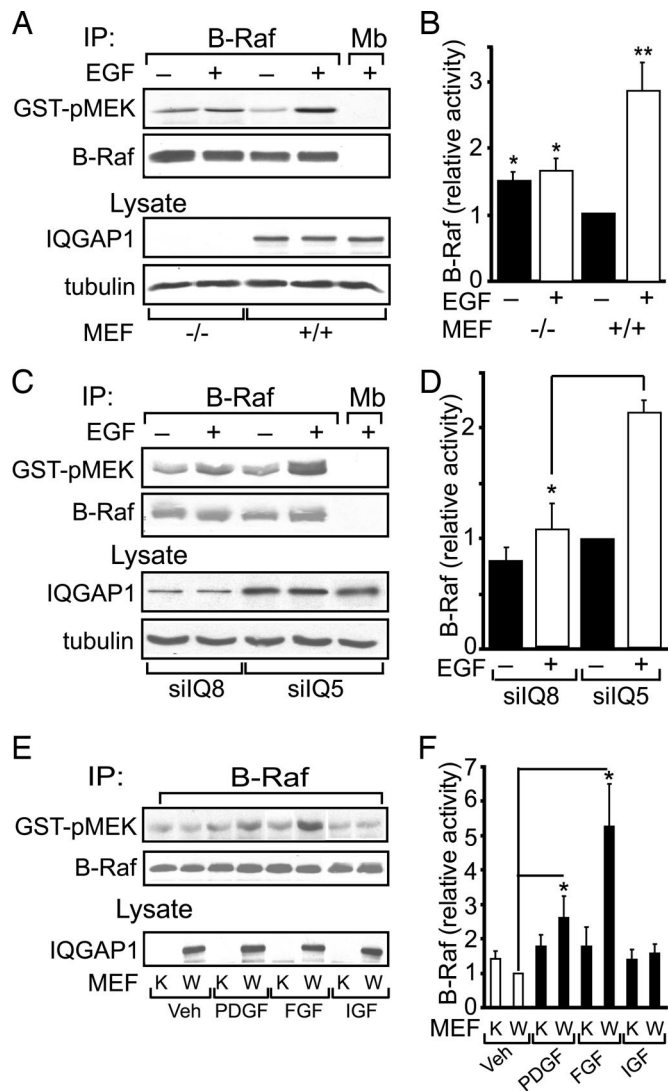 A
IP: B-Raf Mb
EGF – + – + +
GST-pMEK
B-Raf
Lysate
IQGAP1
tubulin
MEF -/- +/+
B
B-Raf (relative activity)
3
2
1
0
* * **
EGF – + – +
MEF -/- +/+
C
IP: B-Raf Mb
EGF – + – + +
GST-pMEK
B-Raf
Lysate
IQGAP1
tubulin
siIQ8 siIQ5
D
B-Raf (relative activity)
2
1
0
*
EGF – + – +
siIQ8 siIQ5
E
IP: B-Raf
GST-pMEK
B-Raf
Lysate
IQGAP1
MEF K W K W K W K W
Veh PDGF FGF IGF
F
B-Raf (relative activity)
7
6
5
4
3
2
1
0
* *
MEF K W K W K W K W
Veh PDGF FGF IGF